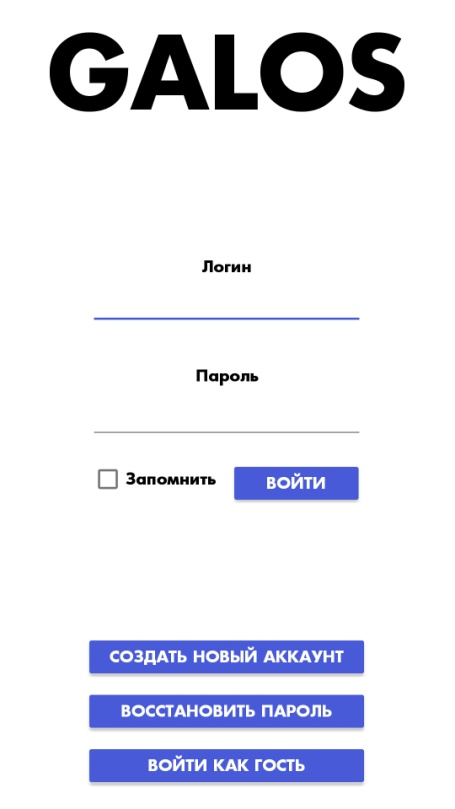 GALOS
Логин
Пароль
Запомнить
ВОЙТИ
СОЗДАТЬ НОВЫЙ АККАУНТ
ВОССТАНОВИТЬ ПАРОЛЬ
ВОЙТИ КАК ГОСТЬ